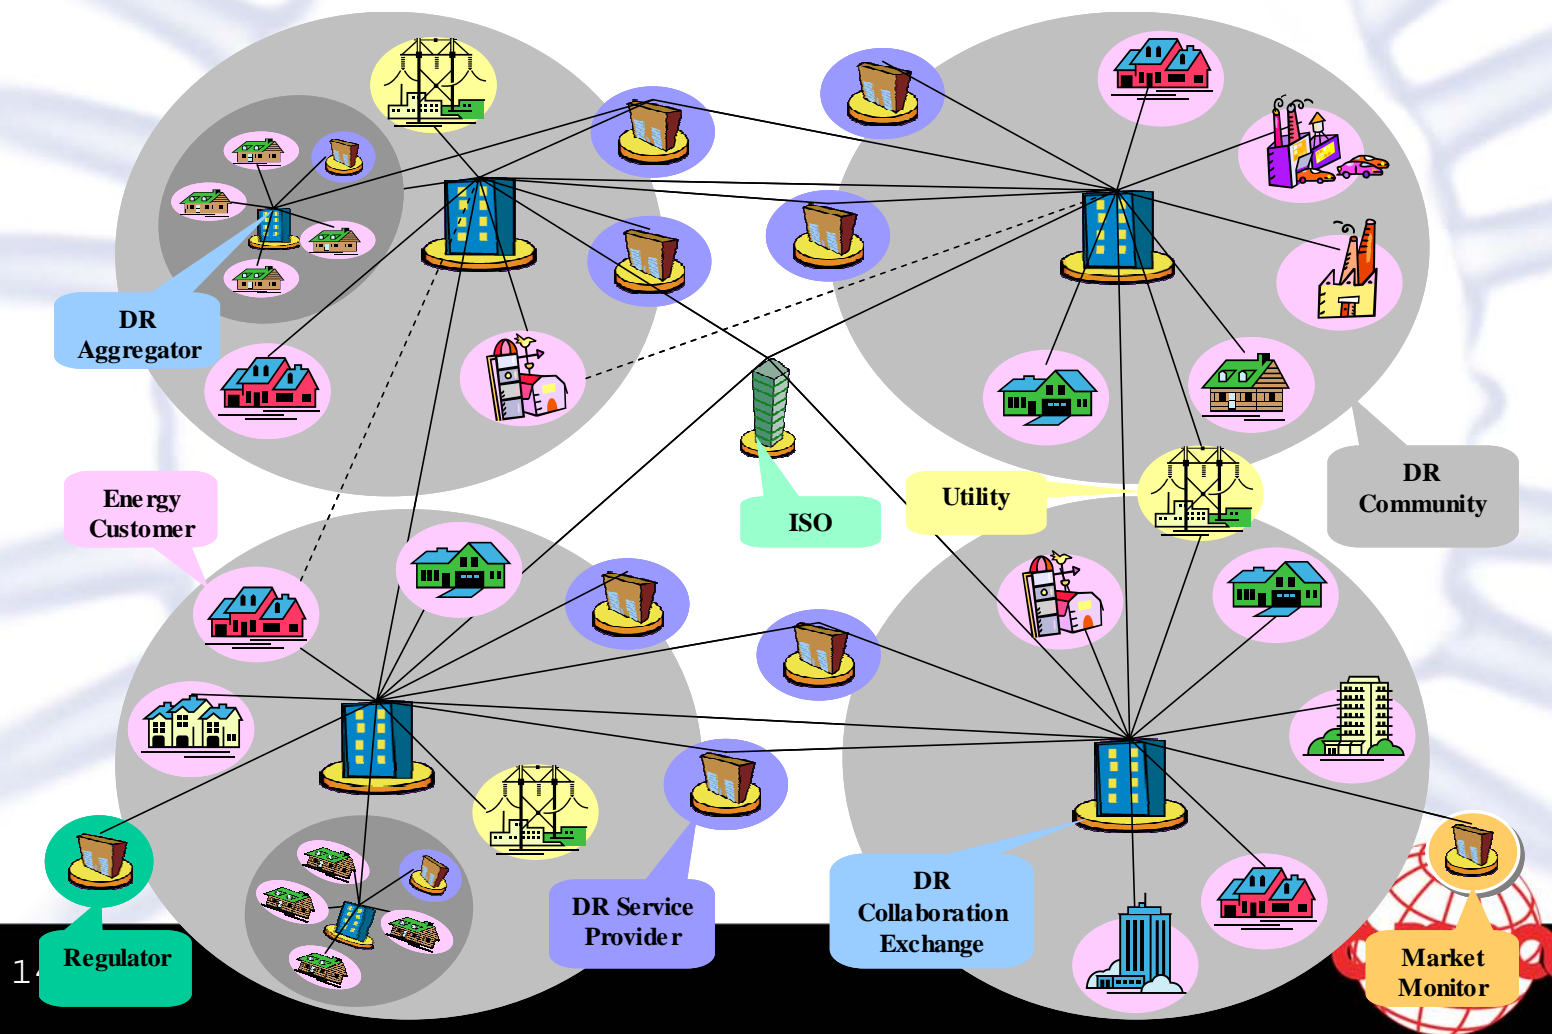 DR
Aggregator
Energy
Customer
ISO
Utility
DR
Community
Regulator
DR Service
Provider
DR
Collaboration
Exchange
Market
Monitor